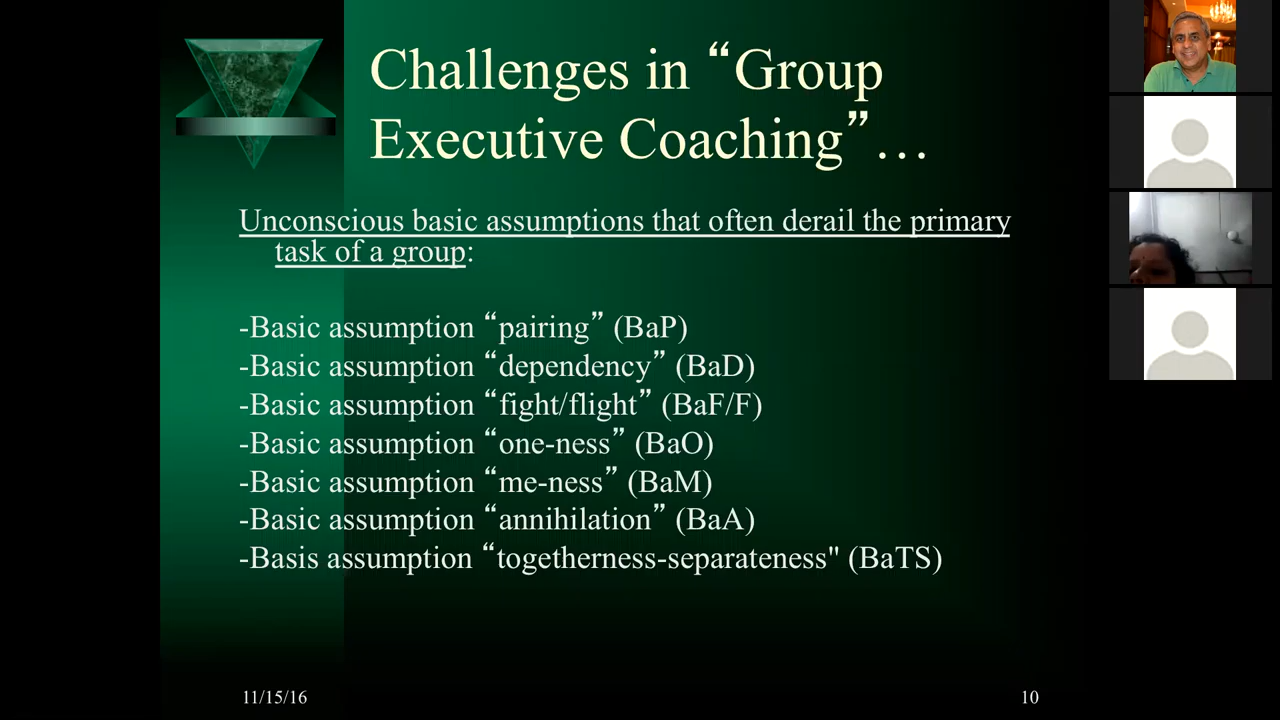 Challenges in “Group
Executive Coaching”…
Unconscious basic assumptions that often derail the primary
task of a group:
-Basic assumption “pairing” (BaP)
-Basic assumption “dependency” (BaD)
-Basic assumption “fight/flight” (BaF/F)
-Basic assumption “one-ness” (BaO)
-Basic assumption “me-ness” (BaM)
-Basic assumption “annihilation” (BaA)
-Basis assumption “togetherness-separateness" (BaTS)
11/15/16
10